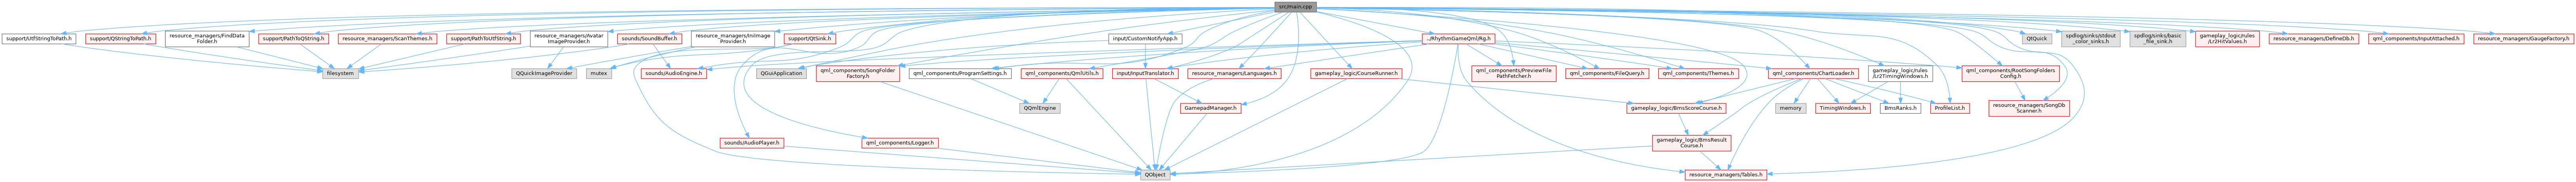 src/main.cpp
support/UtfStringToPath.h
support/QStringToPath.h
resource_managers/FindData
Folder.h
support/PathToQString.h
resource_managers/ScanThemes.h
support/PathToUtfString.h
resource_managers/Avatar
ImageProvider.h
sounds/SoundBuffer.h
resource_managers/IniImage
Provider.h
support/QtSink.h
input/CustomNotifyApp.h
../RhythmGameQml/Rg.h
QtQuick
spdlog/sinks/stdout
_color_sinks.h
spdlog/sinks/basic
_file_sink.h
gameplay_logic/rules
/Lr2HitValues.h
resource_managers/DefineDb.h
qml_components/InputAttached.h
resource_managers/GaugeFactory.h
filesystem
QQuickImageProvider
mutex
sounds/AudioEngine.h
QGuiApplication
qml_components/SongFolder
Factory.h
qml_components/ProgramSettings.h
qml_components/QmlUtils.h
input/InputTranslator.h
resource_managers/Languages.h
gameplay_logic/CourseRunner.h
qml_components/PreviewFile
PathFetcher.h
qml_components/FileQuery.h
qml_components/Themes.h
qml_components/ChartLoader.h
gameplay_logic/rules
/Lr2TimingWindows.h
qml_components/RootSongFolders
Config.h
QQmlEngine
GamepadManager.h
gameplay_logic/BmsScoreCourse.h
memory
TimingWindows.h
BmsRanks.h
ProfileList.h
resource_managers/SongDb
Scanner.h
sounds/AudioPlayer.h
qml_components/Logger.h
gameplay_logic/BmsResult
Course.h
QObject
resource_managers/Tables.h